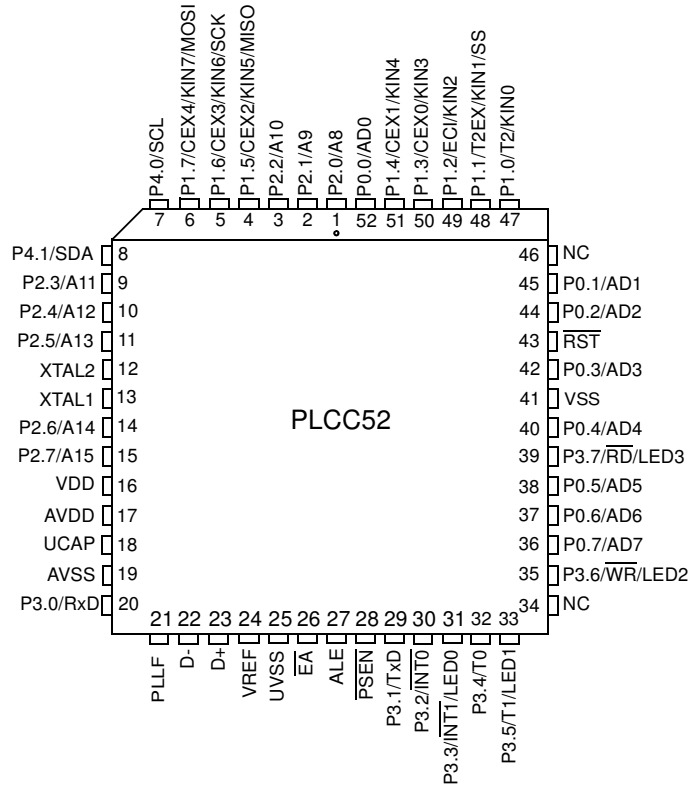 P4.0/SCL
P1.7/CEX4/KIN7/MOSI
P1.6/CEX3/KIN6/SCK
P1.5/CEX2/KIN5/MISO
P2.2/A10
P2.1/A9
P2.0/A8
P0.0/AD0
P1.4/CEX1/KIN4
P1.3/CEX0/KIN3
P1.2/ECI/KIN2
P1.1/T2EX/KIN1/SS
P1.0/T2/KIN0
7 6 5 4 3 2 1 52 51 50 49 48 47
P4.1/SDA 8
P2.3/A11 9
P2.4/A12 10
P2.5/A13 11
XTAL2 12
XTAL1 13
P2.6/A14 14
P2.7/A15 15
VDD 16
AVDD 17
UCAP 18
AVSS 19
P3.0/RxD 20
PLCC52
46 NC
45 P0.1/AD1
44 P0.2/AD2
43 RST
42 P0.3/AD3
41 VSS
40 P0.4/AD4
39 P3.7/RD/LED3
38 P0.5/AD5
37 P0.6/AD6
36 P0.7/AD7
35 P3.6/WR/LED2
34 NC
21 22 23 24 25 26 27 28 29 30 31 32 33
PLLF
D-
D+
VREF
UVSS
EA
ALE
PSEN
P3.1/TxD
P3.2/INT0
P3.3/INT1/LED0
P3.4/T0
P3.5/T1/LED1